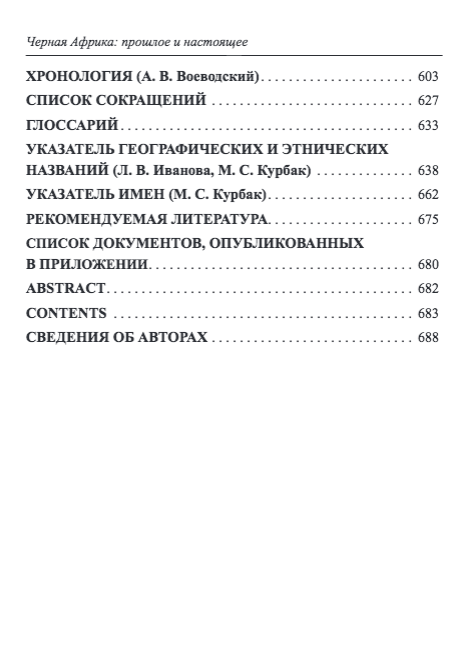 Черная Африка: прошлое и настоящее
ХРОНОЛОГИЯ (А. В. Воеводский). . . . . . . . . . . . . . . . . . . . . . 603
СПИСОК СОКРАЩЕНИЙ . . . . . . . . . . . . . . . . . . . . . . . . . . . . . 627
ГЛОССАРИЙ. . . . . . . . . . . . . . . . . . . . . . . . . . . . . . . . . . . . . . . . . . 633
УКАЗАТЕЛЬ ГЕОГРАФИЧЕСКИХ И ЭТНИЧЕСКИХ
НАЗВАНИЙ (Л. В. Иванова, М. С. Курбак) . . . . . . . . . . . . . . 638
УКАЗАТЕЛЬ ИМЕН (М. С. Курбак). . . . . . . . . . . . . . . . . . . . . 662
РЕКОМЕНДУЕМАЯ ЛИТЕРАТУРА. . . . . . . . . . . . . . . . . . . . . 675
СПИСОК ДОКУМЕНТОВ, ОПУБЛИКОВАННЫХ
В ПРИЛОЖЕНИИ. . . . . . . . . . . . . . . . . . . . . . . . . . . . . . . . . . . . . . 680
ABSTRACT. . . . . . . . . . . . . . . . . . . . . . . . . . . . . . . . . . . . . . . . . . . . 682
CONTENTS . . . . . . . . . . . . . . . . . . . . . . . . . . . . . . . . . . . . . . . . . . . 683
СВЕДЕНИЯ ОБ АВТОРАХ . . . . . . . . . . . . . . . . . . . . . . . . . . . . . 688